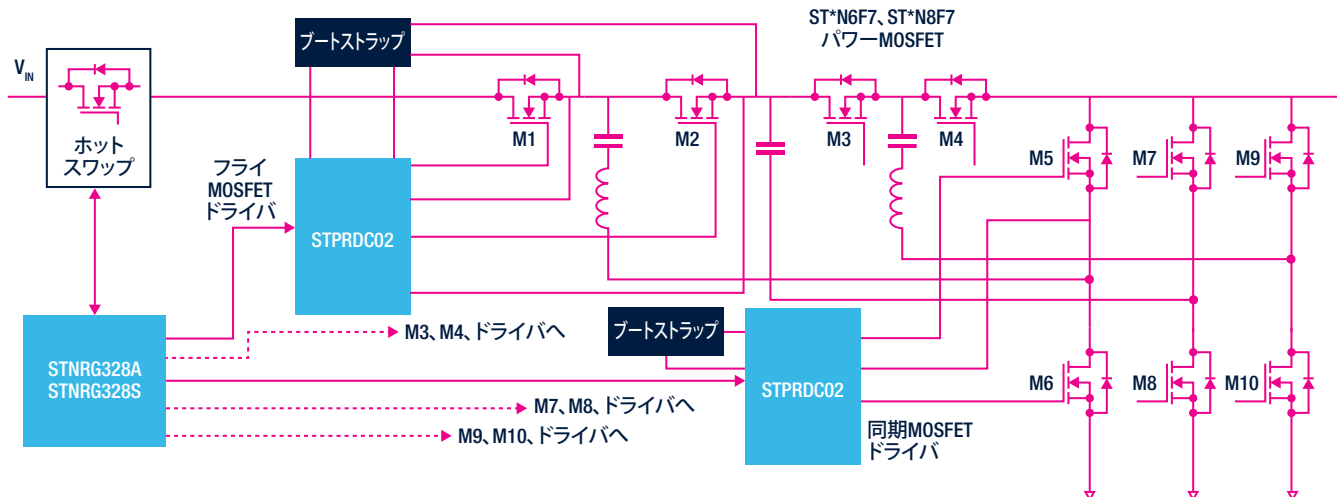 ST*N6F7、ST*N8F7
パワーMOSFET
ブートストラップ
VIN
ホット
スワップ
M1
M2
M3
M4
フライ
MOSFET
ドライバ
STPRDC02
M5
M7
M9
STNRG328A
STNRG328S
M3、M4、ドライバへ
ブートストラップ
STPRDC02
M6
M8
M10
M7、M8、ドライバへ
M9、M10、ドライバへ
同期MOSFET
ドライバ